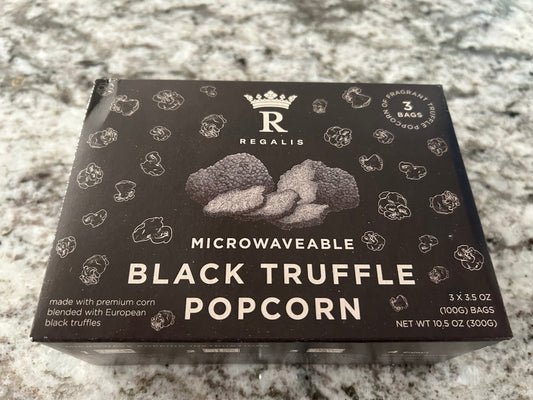 R
REGALIS
3
BAGS
OF FRAGRANT TRUFFLE POPCORN
MICROWAVEABLE
BLACK TRUFFLE
POPCORN
made with premium corn
blended with European
black truffles
3 X 3.5 OZ
(100G) BAGS
NET WT 10.5 OZ (300G)